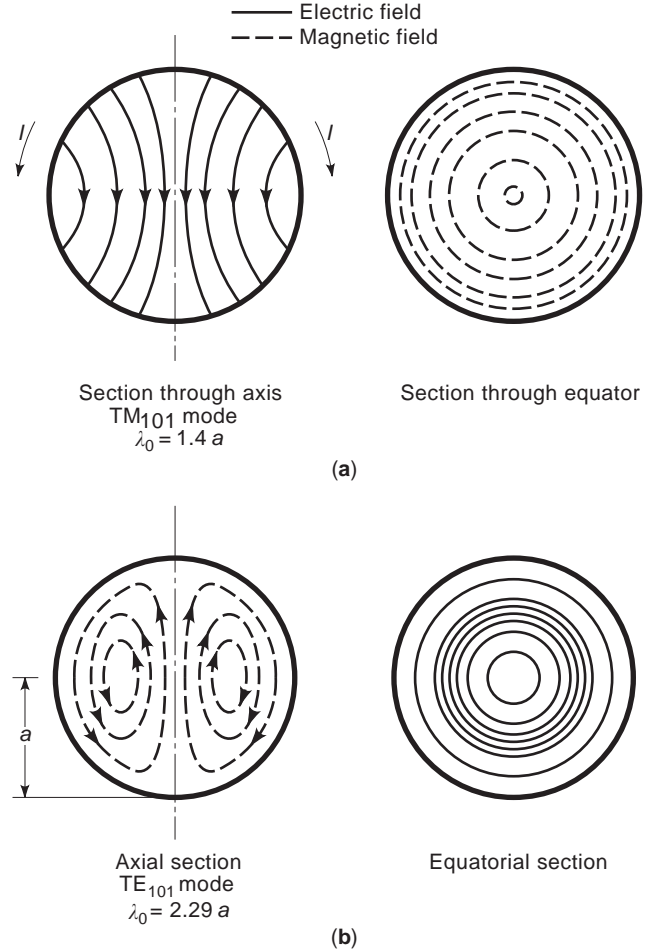 Electric field
Magnetic field
I
I
Section through axis
TM101 mode
λ0 = 1.4 a
Section through equator
(a)
a
Axial section
TE101 mode
λ0 = 2.29 a
Equatorial section
(b)